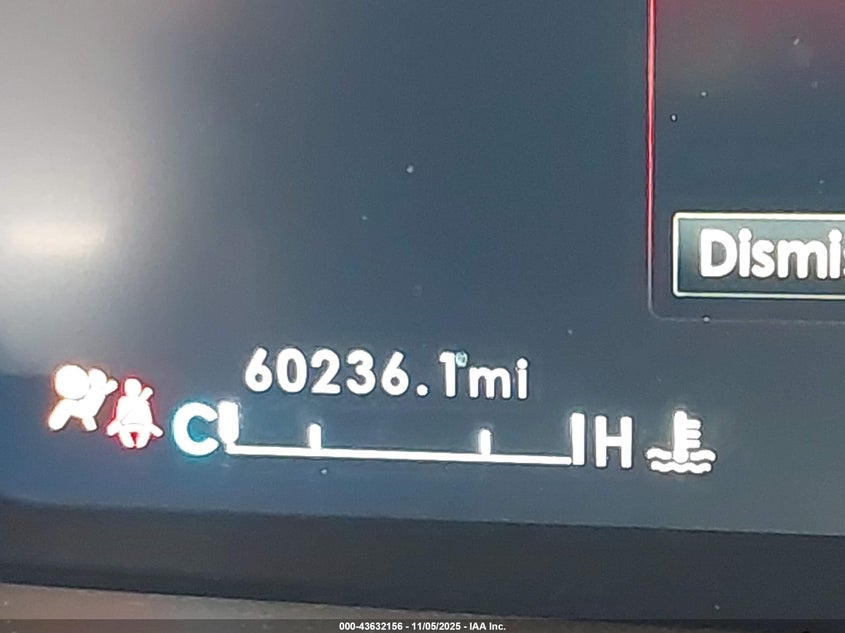 Dismis
60236.1mi
C H
000-43632156 - 11/05/2025 - IAA Inc.